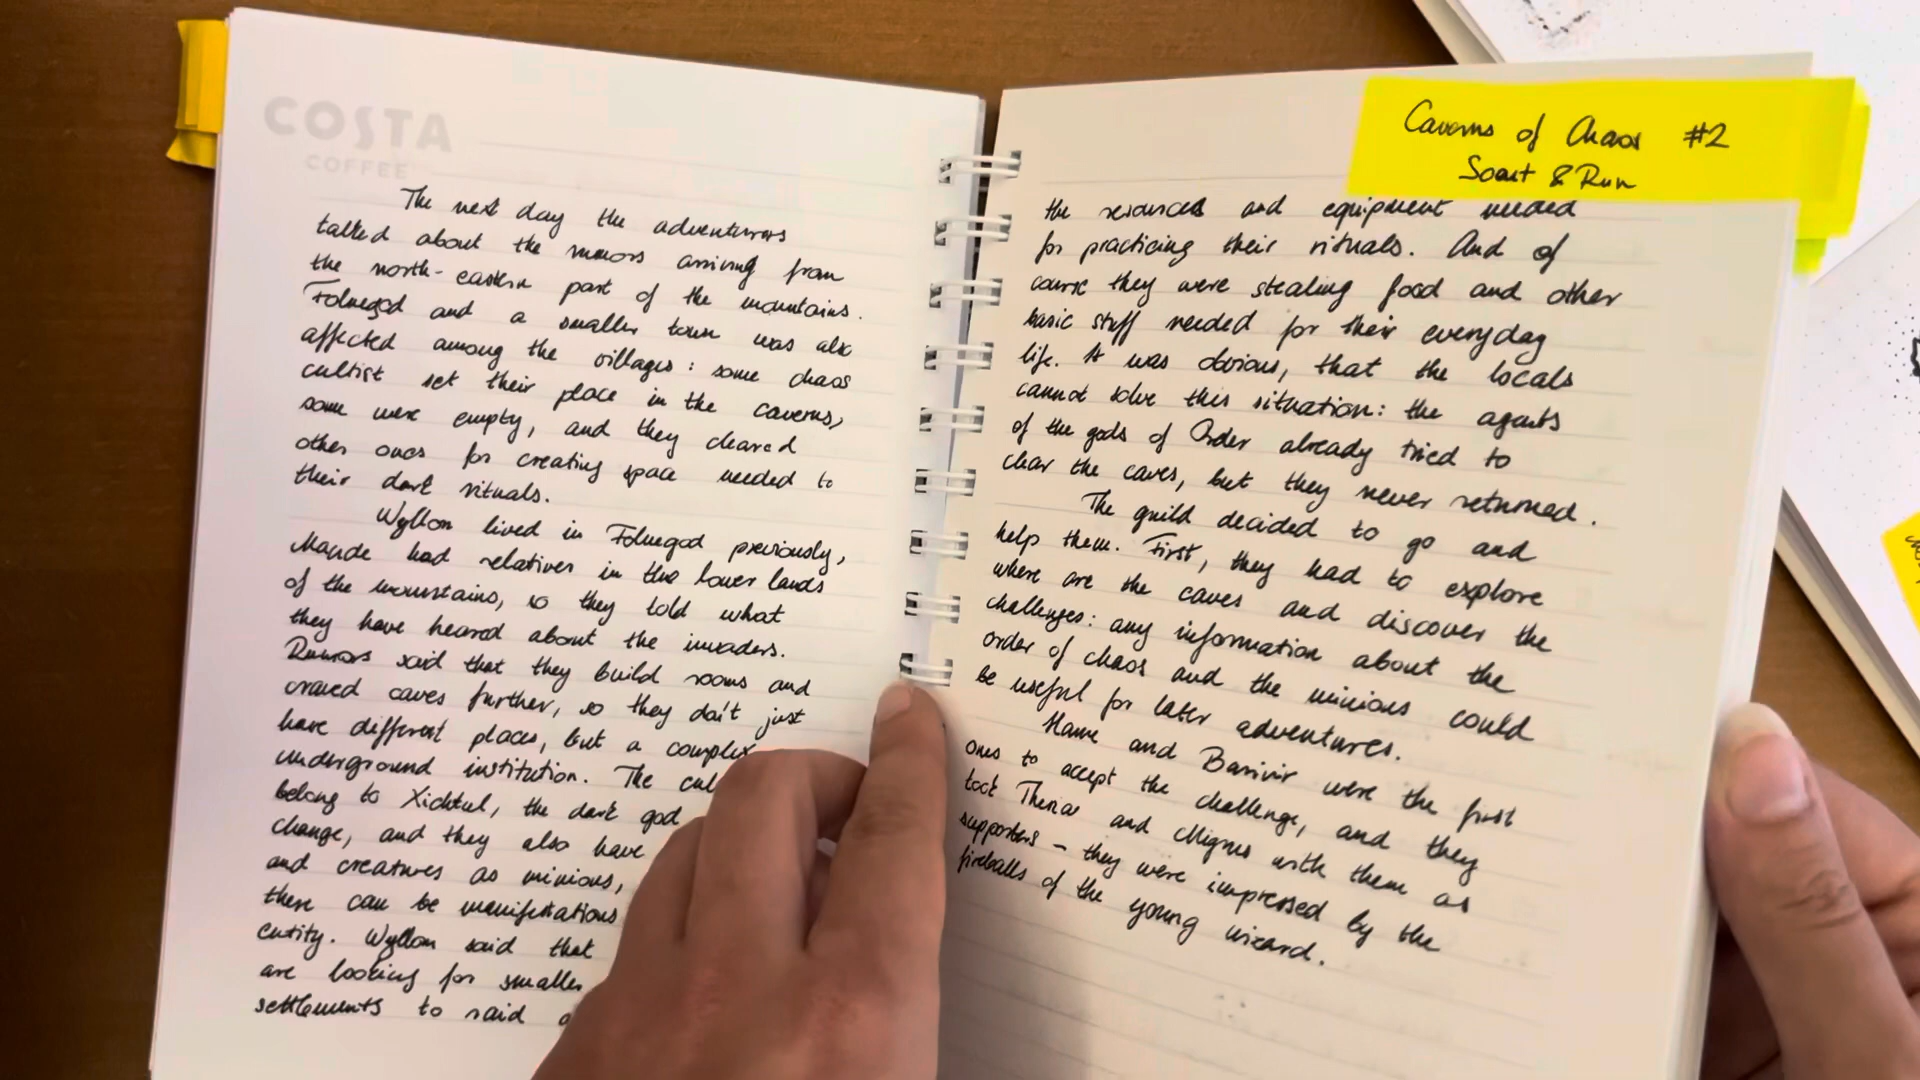 COSTA
COFFEE
The next day the adventurers
talked about the rumors arriving from
the north-eastern part of the mountains.
Folnegod and a smaller town was also
affected among the villages: some chaos
cultist set their place in the caverns,
some were empty, and they cleared
other ones for creating space needed to
their dark rituals.
Wyllon lived in Folnegod previously,
Maude had relatives in the lower lands
of the mountains, so they told what
they have heared about the invaders.
Rumors said that they build rooms and
craved caves further, so they don't just
have different places, but a complex
underground institution. The
belong to Xichtul, the dark god
change, and they also have
and creatures as minions,
there can be manifestations
entity. Wyllon said that
are looking for smaller
settlements to raid
Caverns of Chaos #2
Scout & Run
the resources and equipment needed
for practicing their rituals. And of
course they were stealing food and other
basic stuff needed for their everyday
life. It was obvious, that the locals
cannot solve this situation: the agents
of the gods of Order already tried to
clear the caves, but they never returned.
The guild decided to go and
help them. First, they had to explore
where are the caves and discover the
challenges: any information about the
order of chaos and the minions could
be useful for later adventures.
and were the first
ones to accept the challenge, and they
took and with them as
supporters - they were impressed by the
fireballs of the young wizard.